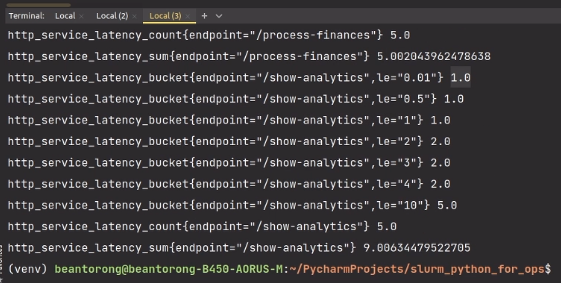 Terminal: Local × Local (2) × Local (3) × +
http_service_latency_count{endpoint="/process-finances"} 5.0
http_service_latency_sum{endpoint="/process-finances"} 5.002043962478638
http_service_latency_bucket{endpoint="/show-analytics",le="0.01"} 1.0
http_service_latency_bucket{endpoint="/show-analytics",le="0.5"} 1.0
http_service_latency_bucket{endpoint="/show-analytics",le="1"} 1.0
http_service_latency_bucket{endpoint="/show-analytics",le="2"} 2.0
http_service_latency_bucket{endpoint="/show-analytics",le="3"} 2.0
http_service_latency_bucket{endpoint="/show-analytics",le="4"} 2.0
http_service_latency_bucket{endpoint="/show-analytics",le="10"} 5.0
http_service_latency_count{endpoint="/show-analytics"} 5.0
http_service_latency_sum{endpoint="/show-analytics"} 9.00634479522705
(venv) beantorong@beantorong-B450-AORUS-M:~/PycharmProjects/slurm_python_for_ops$